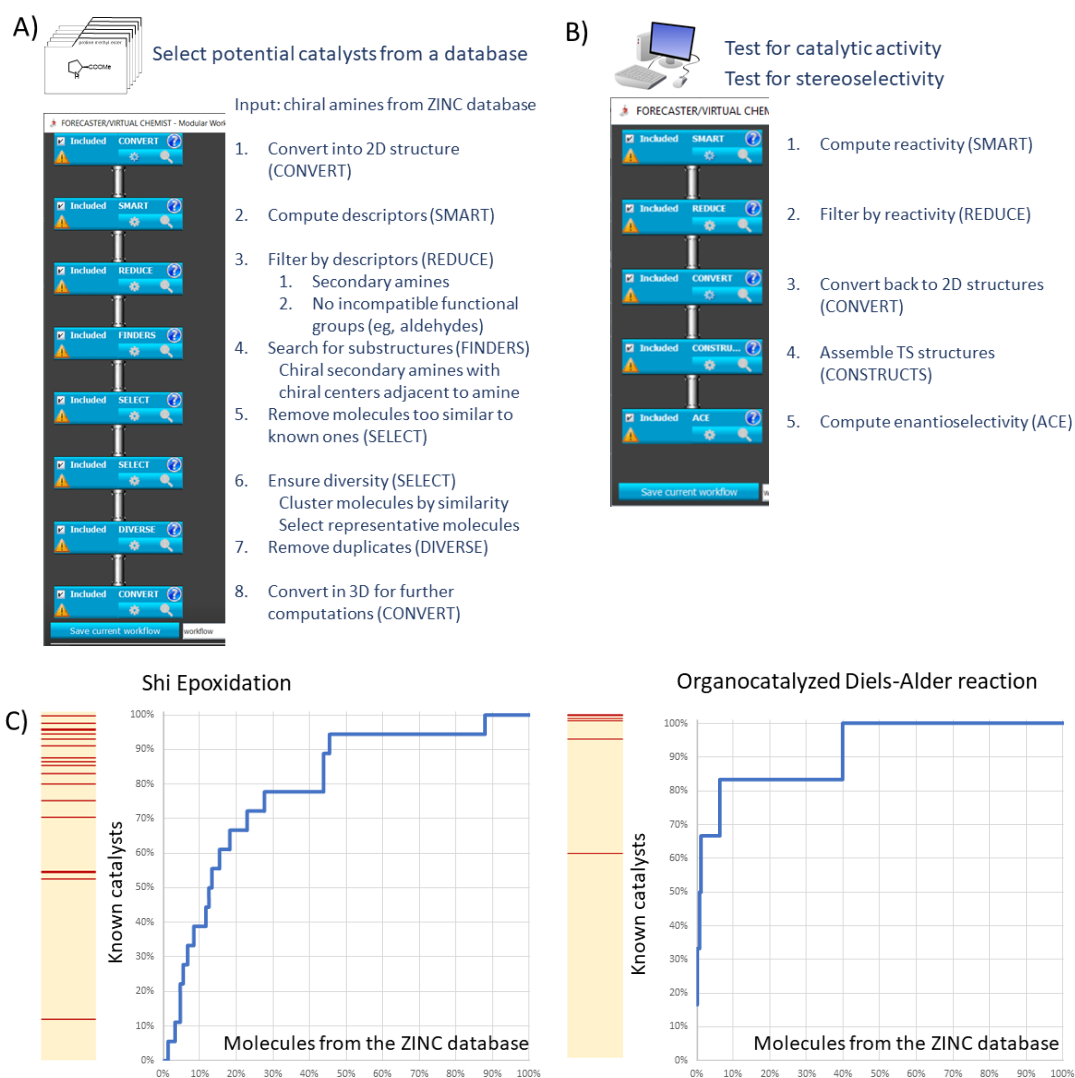 A)
proline methyl ester
COOMe
N
H
Select potential catalysts from a database
Input: chiral amines from ZINC database
FORECASTER/VIRTUAL CHEMIST - Modular Work
Included CONVERT ?
Included SMART ?
Included REDUCE ?
Included FINDERS ?
Included SELECT ?
Included SELECT ?
Included DIVERSE ?
Included CONVERT ?
Save current workflow
workflow
1. Convert into 2D structure
(CONVERT)
2. Compute descriptors (SMART)
3. Filter by descriptors (REDUCE)
1. Secondary amines
2. No incompatible functional
groups (eg, aldehydes)
4. Search for substructures (FINDERS)
Chiral secondary amines with
chiral centers adjacent to amine
5. Remove molecules too similar to
known ones (SELECT)
6. Ensure diversity (SELECT)
Cluster molecules by similarity
Select representative molecules
7. Remove duplicates (DIVERSE)
8. Convert in 3D for further
computations (CONVERT)
B)
Test for catalytic activity
Test for stereoselectivity
FORECASTER/VIRTUAL CHEM
Included SMART ?
Included REDUCE ?
Included CONVERT ?
Included CONSTRU... ?
Included ACE ?
Save current workflow
w
1. Compute reactivity (SMART)
2. Filter by reactivity (REDUCE)
3. Convert back to 2D structures
(CONVERT)
4. Assemble TS structures
(CONSTRUCTS)
5. Compute enantioselectivity (ACE)
C)
Shi Epoxidation
Known catalysts
100%
90%
80%
70%
60%
50%
40%
30%
20%
10%
0%
Molecules from the ZINC database
0% 10% 20% 30% 40% 50% 60% 70% 80% 90% 100%
Organocatalyzed Diels-Alder reaction
Known catalysts
100%
90%
80%
70%
60%
50%
40%
30%
20%
10%
0%
Molecules from the ZINC database
0% 10% 20% 30% 40% 50% 60% 70% 80% 90% 100%